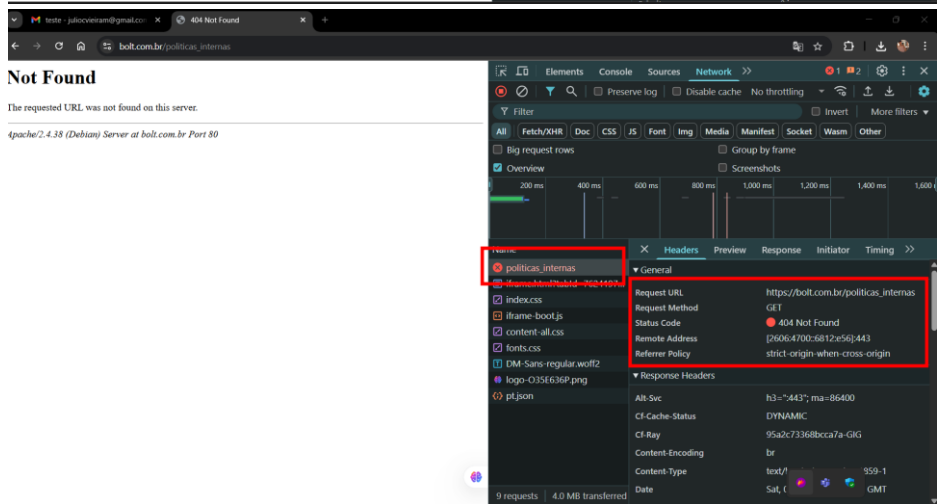 teste - juliocvieiram@gmail.co
404 Not Found
bolt.com.br/politicas_internas
Not Found
The requested URL was not found on this server.
Apache/2.4.38 (Debian) Server at bolt.com.br Port 80
Elements Console Sources Network 1 2
Preserve log Disable cache No throttling
Filter Invert More filters
All Fetch/XHR Doc CSS JS Font Img Media Manifest Socket Wasm Other
Big request rows Group by frame
Overview Screenshots
200 ms 400 ms 600 ms 800 ms 1,000 ms 1,200 ms 1,400 ms 1,600
Name
politicas_internas
index.css
iframe-boot.js
content-all.css
fonts.css
DM-Sans-regular.woff2
logo-O35E636P.png
pt.json
9 requests 4.0 MB transferred
Headers Preview Response Initiator Timing
General
Request URL https://bolt.com.br/politicas_internas
Request Method GET
Status Code 404 Not Found
Remote Address [2606:4700::6812:e56]:443
Referrer Policy strict-origin-when-cross-origin
Response Headers
Alt-Svc h3=":443"; ma=86400
Cf-Cache-Status DYNAMIC
Cf-Ray 95a2c73368bcca7a-GIG
Content-Encoding br
Content-Type 859-1
Date Sat, GMT